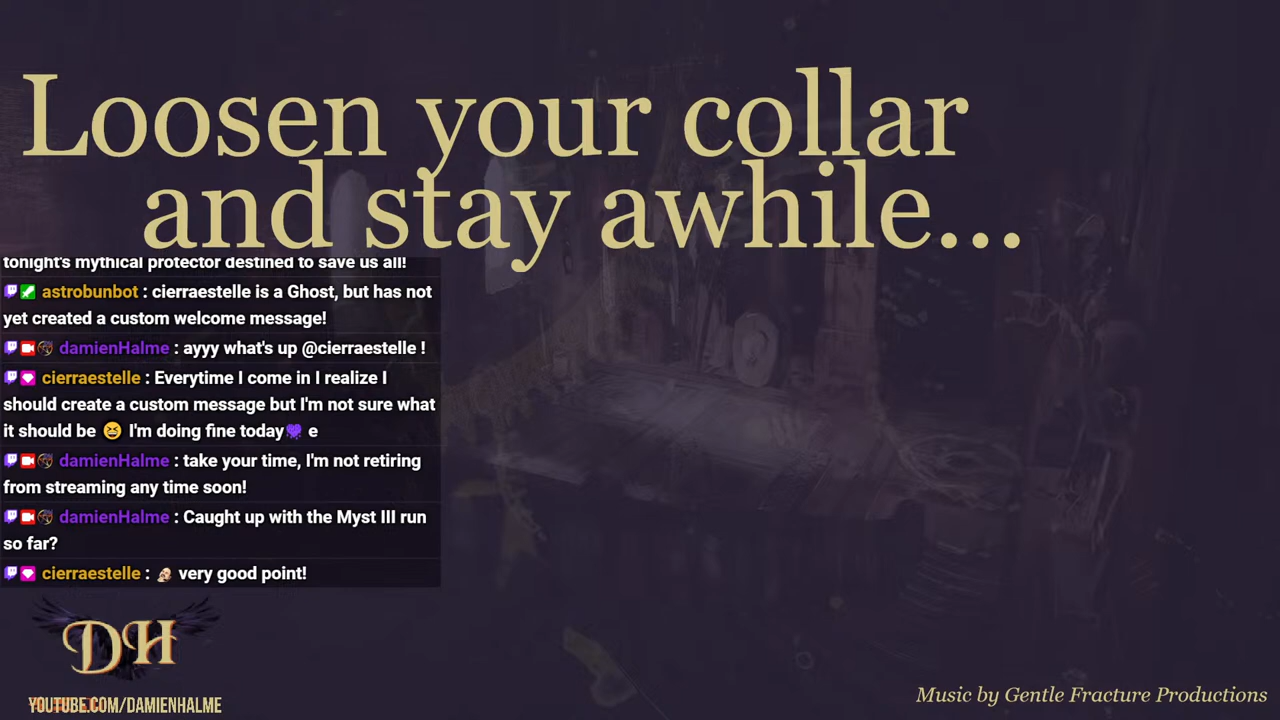 Loosen your collar
and stay awhile...
tonight's mythical protector destined to save us all!
astrobunbot : cierraestelle is a Ghost, but has not
yet created a custom welcome message!
damienHalme : ayyy what's up @cierraestelle !
cierraestelle : Everytime I come in I realize I
should create a custom message but I'm not sure what
it should be 😆 I'm doing fine today💜 e
damienHalme : take your time, I'm not retiring
from streaming any time soon!
damienHalme : Caught up with the Myst III run
so far?
cierraestelle : very good point!
DH
YOUTUBE.COM/DAMIENHALME
Music by Gentle Fracture Productions